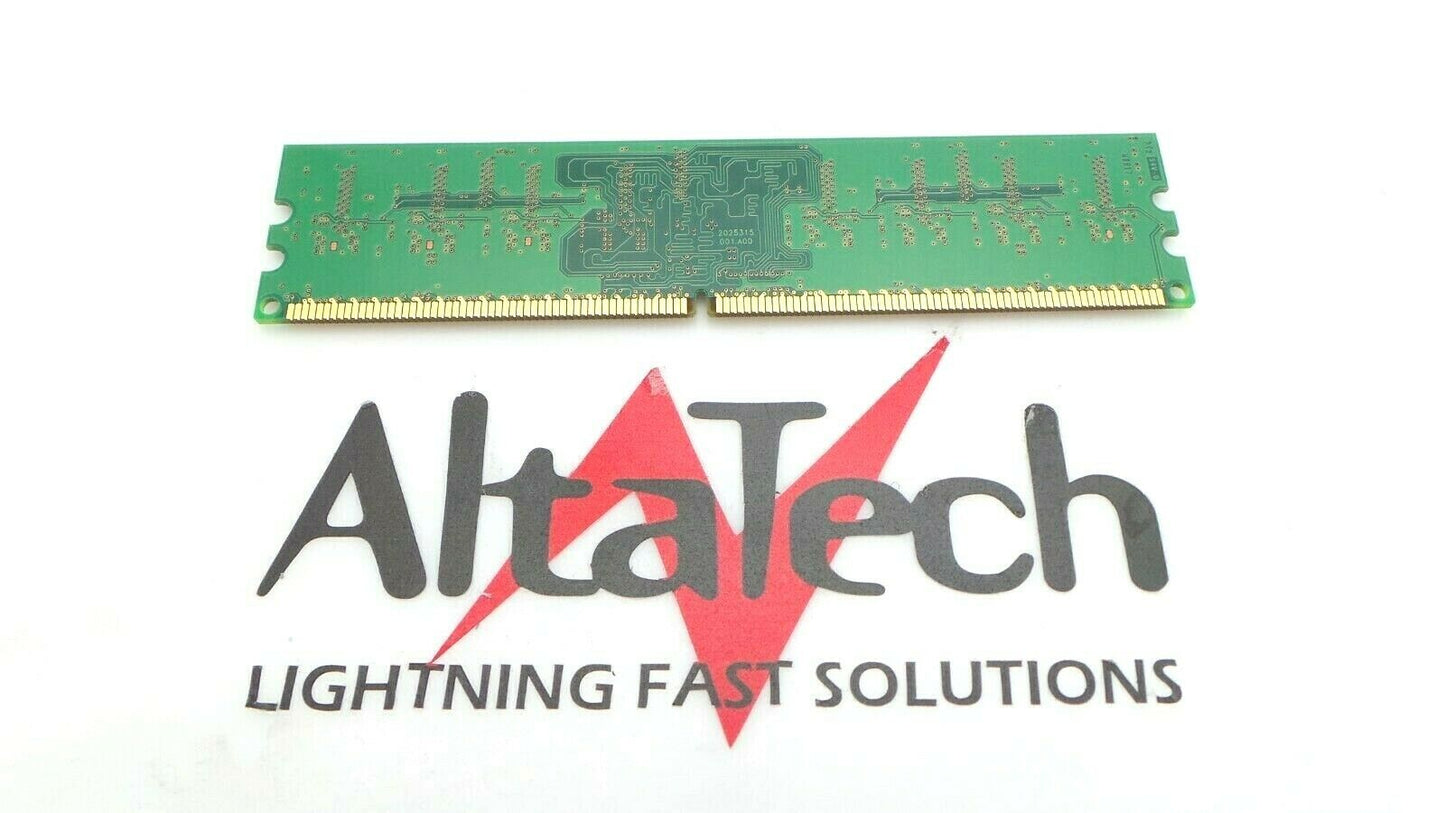 2025315
001.A00
AltaTech
LIGHTNING FAST SOLUTIONS